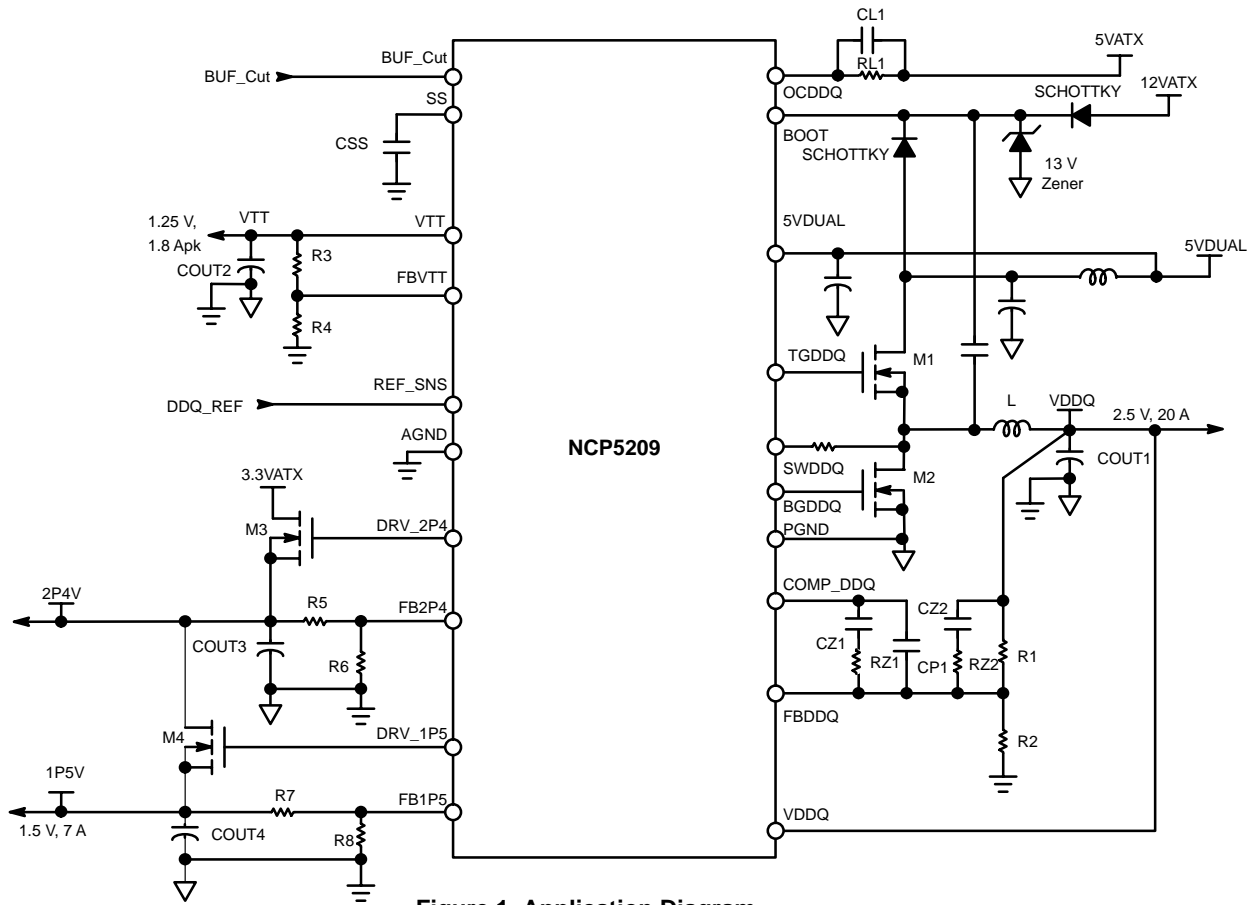 CL1
5VATX
BUF_Cut
BUF_Cut
RL1
OCDDQ
SCHOTTKY
12VATX
SS
CSS
BOOT
SCHOTTKY
13 V
Zener
1.25 V,
1.8 Apk
VTT
VTT
5VDUAL
5VDUAL
R3
COUT2
FBVTT
R4
TGDDQ
M1
REF_SNS
DDQ_REF
L
VDDQ
2.5 V, 20 A
AGND
NCP5209
SWDDQ
COUT1
3.3VATX
M2
BGDDQ
M3
DRV_2P4
PGND
COMP_DDQ
2P4V
R5
FB2P4
CZ2
COUT3
R6
CZ1
RZ1
CP1
RZ2
R1
FBDDQ
M4
DRV_1P5
R2
1P5V
R7
FB1P5
VDDQ
1.5 V, 7 A
COUT4
R8
Figure 1. Application Diagram